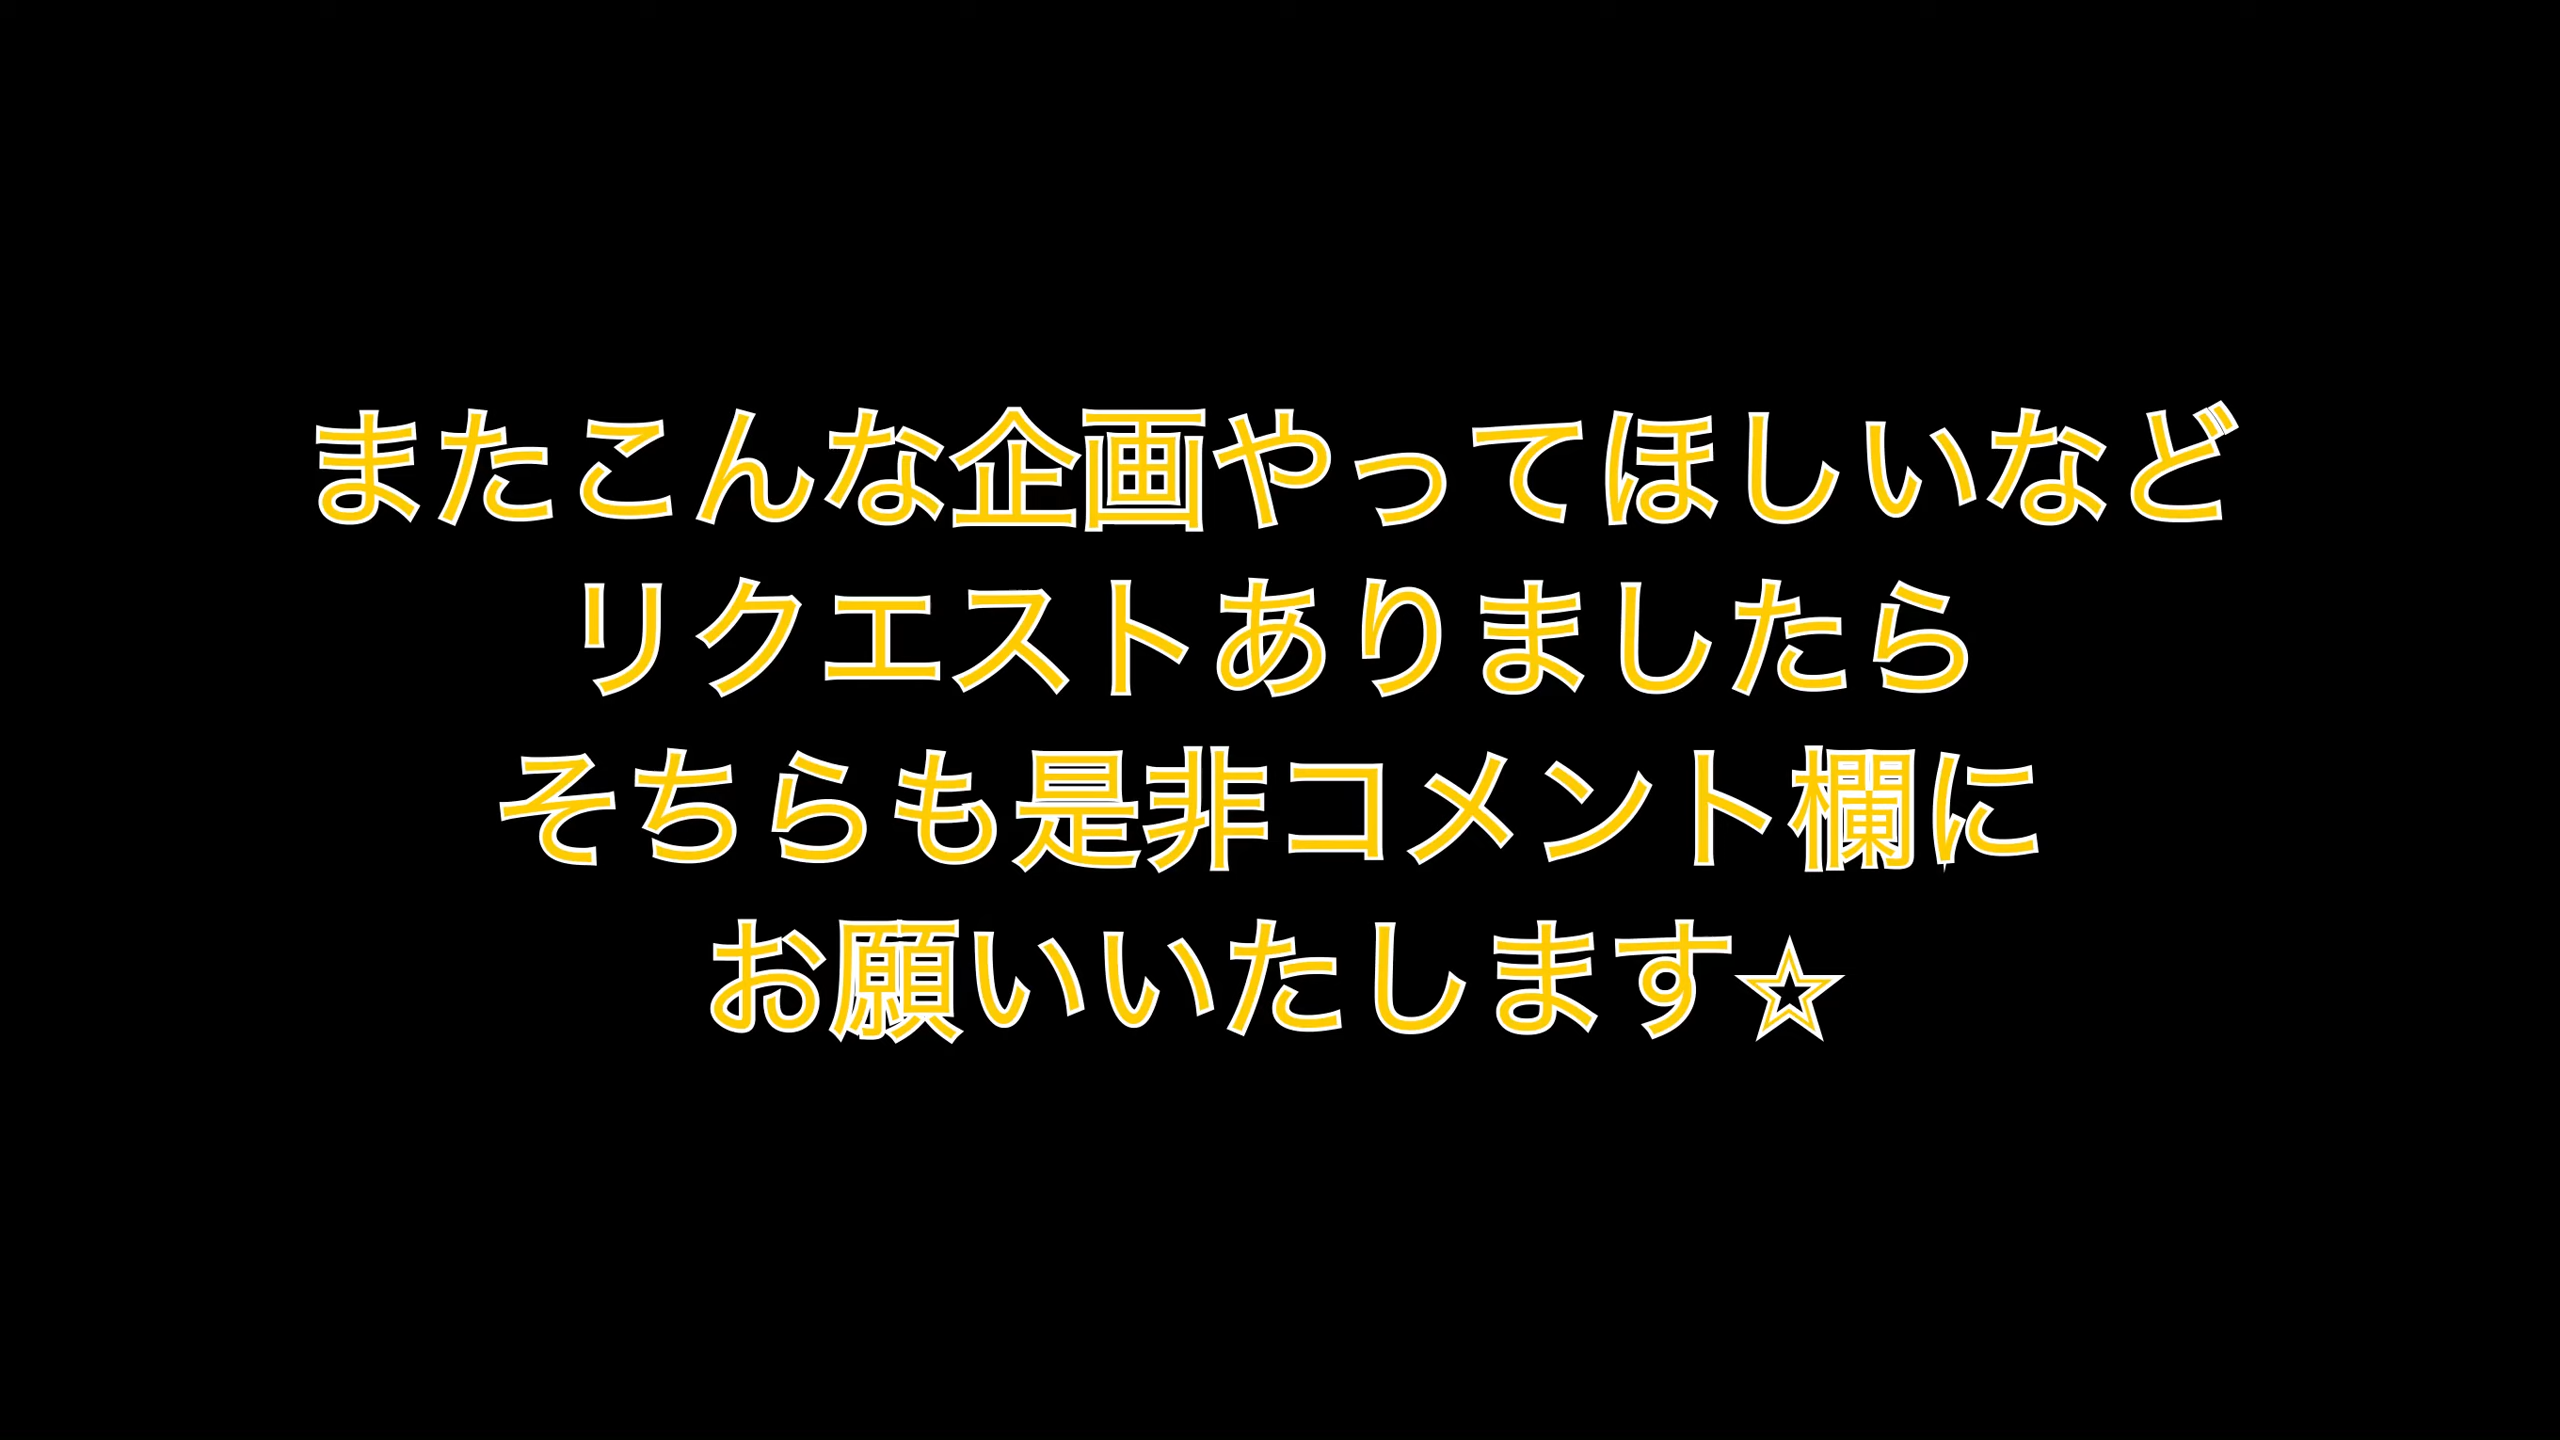 またこんな企画やってほしいなど
リクエストありましたら
そちらも是非コメント欄に
お願いいたします☆